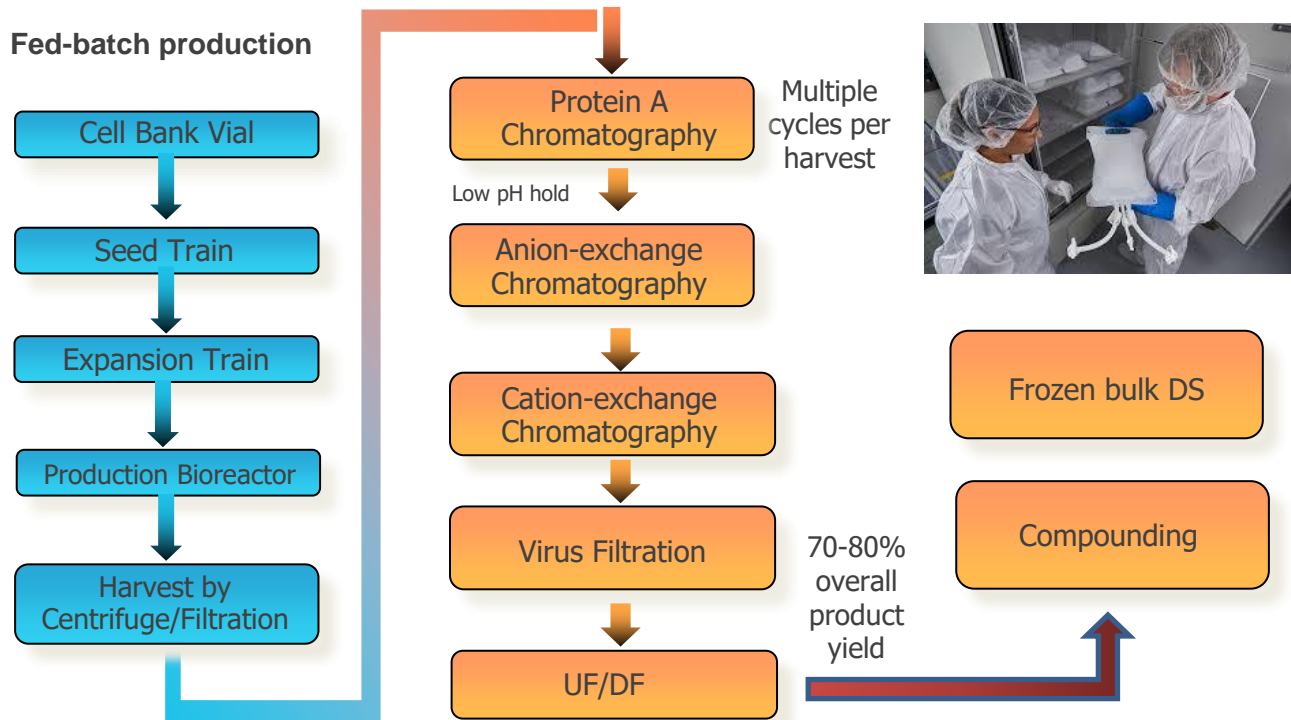 Fed-batch production
Cell Bank Vial
Seed Train
Expansion Train
Production Bioreactor
Harvest by
Centrifuge/Filtration
Protein A
Chromatography
Multiple
cycles per
harvest
Low pH hold
Anion-exchange
Chromatography
Cation-exchange
Chromatography
Virus Filtration
UF/DF
70-80%
overall
product
yield
Frozen bulk DS
Compounding